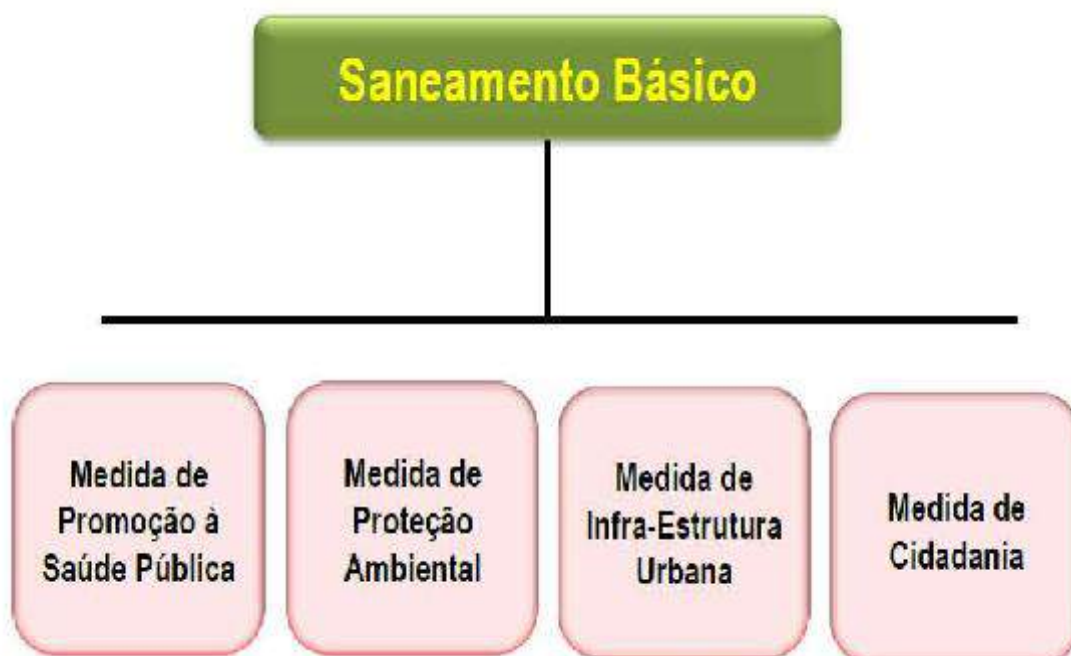 Saneamento Básico
Medida de
Promoção à
Saúde Pública
Medida de
Proteção
Ambiental
Medida de
Infra-Estrutura
Urbana
Medida de
Cidadania